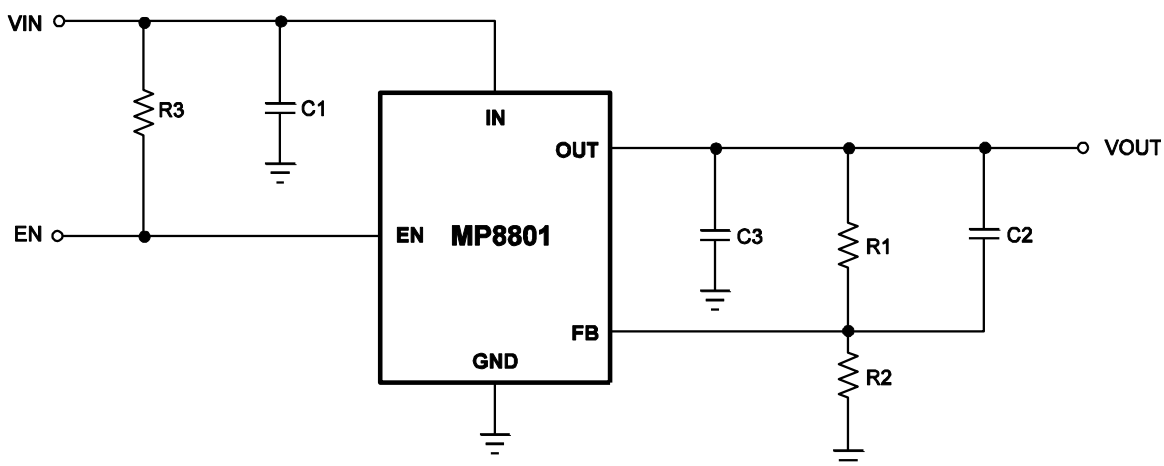 VIN
R3
C1
IN
OUT
VOUT
EN
EN
MP8801
C3
R1
C2
FB
GND
R2